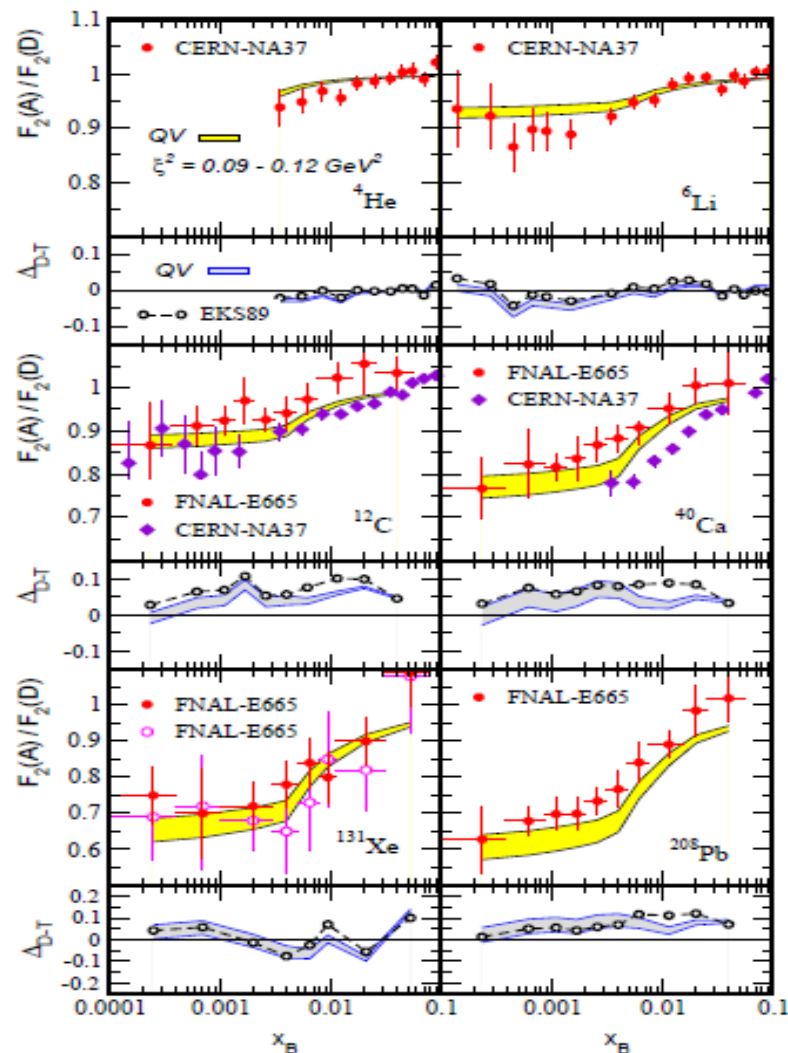 1.1
F₂(A)/F₂(D)
1
0.9
0.8
CERN-NA37
QV
ξ² = 0.09 - 0.12 GeV²
⁴He
CERN-NA37
⁶Li
Δ_D-T
0.1
0
-0.1
QV
EKS89
F₂(A)/F₂(D)
1
0.9
0.8
0.7
FNAL-E665
CERN-NA37
¹²C
FNAL-E665
CERN-NA37
⁴⁰Ca
Δ_D-T
0.1
0
-0.1
F₂(A)/F₂(D)
1
0.9
0.8
0.7
0.6
FNAL-E665
FNAL-E665
¹³¹Xe
FNAL-E665
²⁰⁸Pb
Δ_D-T
0.2
0.1
0
-0.1
-0.2
0.0001
0.001
0.01
0.1
0.001
0.01
0.1
x_B
x_B